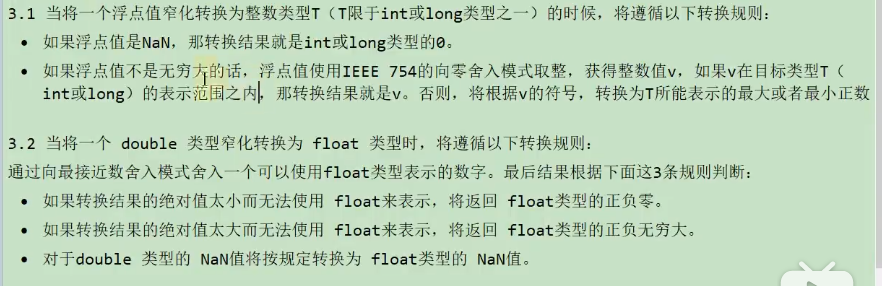 3.1 当将一个浮点值窄化转换为整数类型T（T限于int或long类型之一）的时候，将遵循以下转换规则：
• 如果浮点值是NaN，那转换结果就是int或long类型的0。
• 如果浮点值不是无穷大的话，浮点值使用IEEE 754的向零舍入模式取整，获得整数值v，如果v在目标类型T（
int或long）的表示范围之内，那转换结果就是v。否则，将根据v的符号，转换为T所能表示的最大或者最小正数
3.2 当将一个 double 类型窄化转换为 float 类型时，将遵循以下转换规则：
通过向最接近数舍入模式舍入一个可以使用float类型表示的数字。最后结果根据下面这3条规则判断：
• 如果转换结果的绝对值太小而无法使用 float来表示，将返回 float类型的正负零。
• 如果转换结果的绝对值太大而无法使用 float来表示，将返回 float类型的正负无穷大。
• 对于double 类型的 NaN值将按规定转换为 float类型的 NaN值。